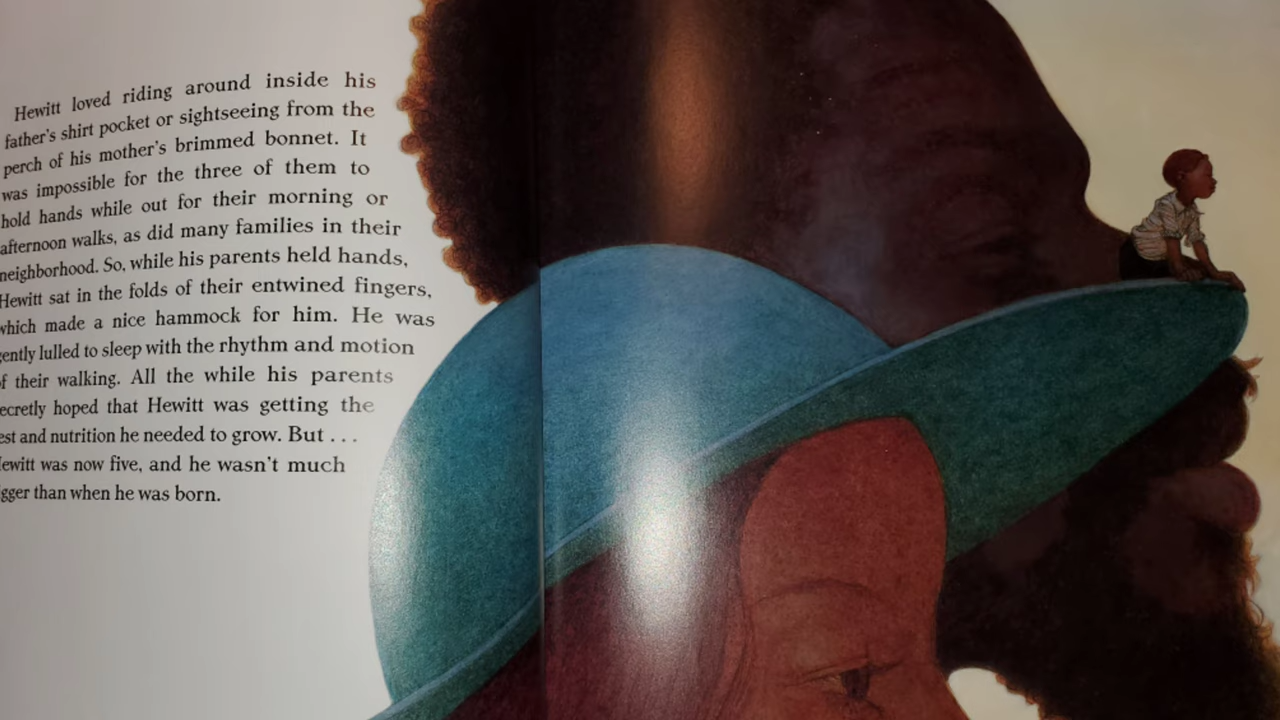 Hewitt loved riding around inside his
father's shirt pocket or sightseeing from the
perch of his mother's brimmed bonnet. It
was impossible for the three of them to
hold hands while out for their morning or
afternoon walks, as did many families in their
neighborhood. So, while his parents held hands,
Hewitt sat in the folds of their entwined fingers,
which made a nice hammock for him. He was
gently lulled to sleep with the rhythm and motion
of their walking. All the while his parents
secretly hoped that Hewitt was getting the
rest and nutrition he needed to grow. But . . .
Hewitt was now five, and he wasn't much
bigger than when he was born.